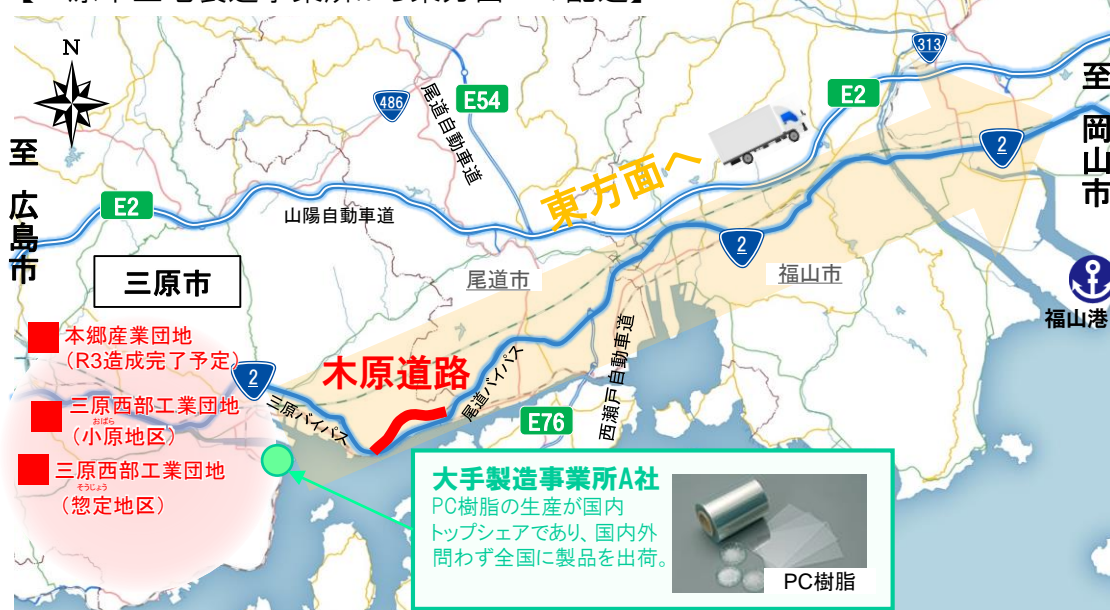 N
至
広
島
市
E2
486
E54
尾道自動車道
山陽自動車道
東方面へ
E2
313
至
岡
山
市
2
2
三原市
尾道市
福山市
福山港
本郷産業団地
(R3造成完了予定)
三原西部工業団地
おばら
(小原地区)
三原西部工業団地
そうじょう
(惣定地区)
2
三原バイパス
木原道路
尾道バイパス
西瀬戸自動車道
E76
大手製造事業所A社
PC樹脂の生産が国内
トップシェアであり、国内外
問わず全国に製品を出荷。
PC樹脂